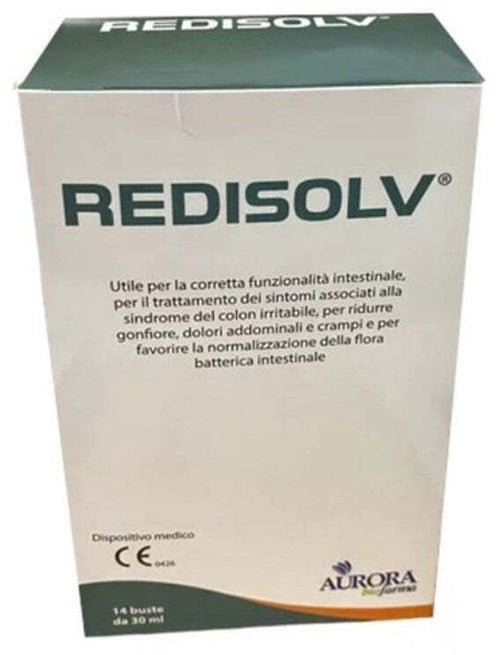 REDISOLV
REDISOLV®
Utile per la corretta funzionalità intestinale,
per il trattamento dei sintomi associati alla
sindrome del colon irritabile, per ridurre
gonfiore, dolori addominali e crampi e per
favorire la normalizzazione della flora
batterica intestinale
Dispositivo medico
CE 0426
AURORA
biofarma
14 buste
da 30 ml